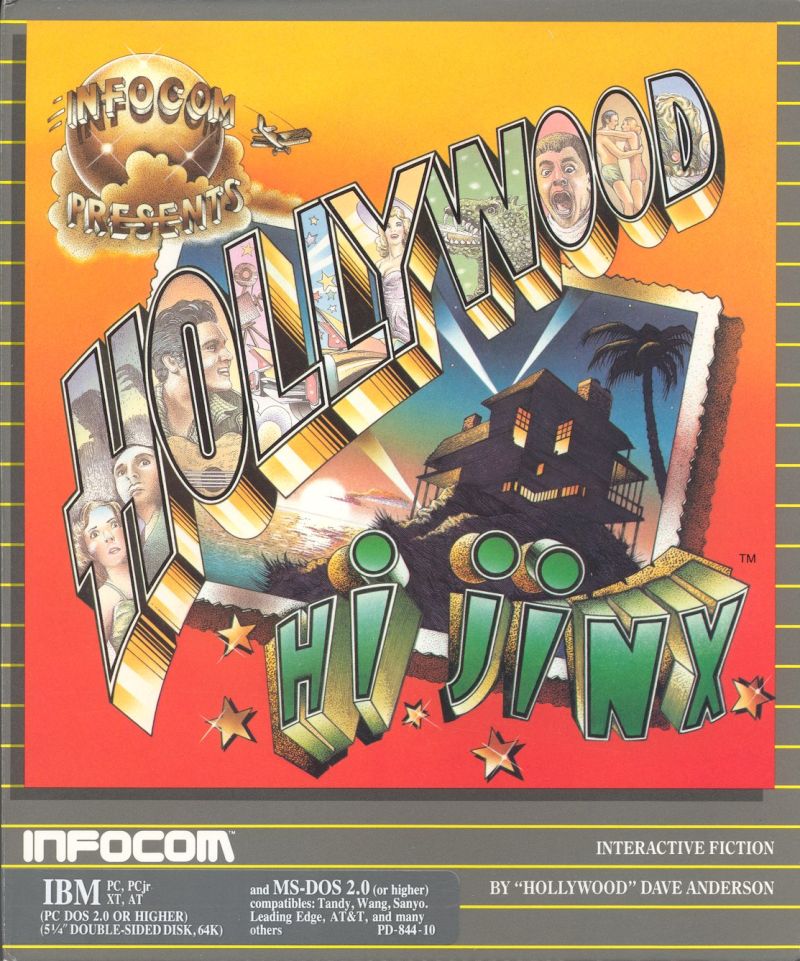 INFOCOM
PRESENTS
HOLLYWOOD
HIJINX
TM
INFOCOM™
INTERACTIVE FICTION
IBM PC, PCjr
XT, AT
(PC DOS 2.0 OR HIGHER)
(5¼" DOUBLE-SIDED DISK, 64K)
and MS-DOS 2.0 (or higher)
compatibles: Tandy, Wang, Sanyo.
Leading Edge, AT&T, and many
others PD-844-10
BY “HOLLYWOOD” DAVE ANDERSON